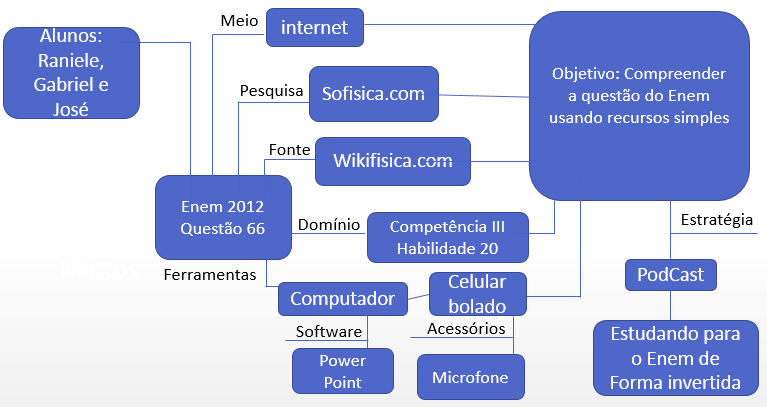 Alunos:
Raniele,
Gabriel e
José
Meio
internet
Pesquisa
Sofisica.com
Fonte
Wikifisica.com
Objetivo: Compreender
a questão do Enem
usando recursos simples
Enem 2012
Questão 66
Domínio
Competência III
Habilidade 20
Estratégia
PodCast
Estudando para
o Enem de
Forma invertida
Ferramentas
Computador
Celular
bolado
Software
Power
Point
Acessórios
Microfone